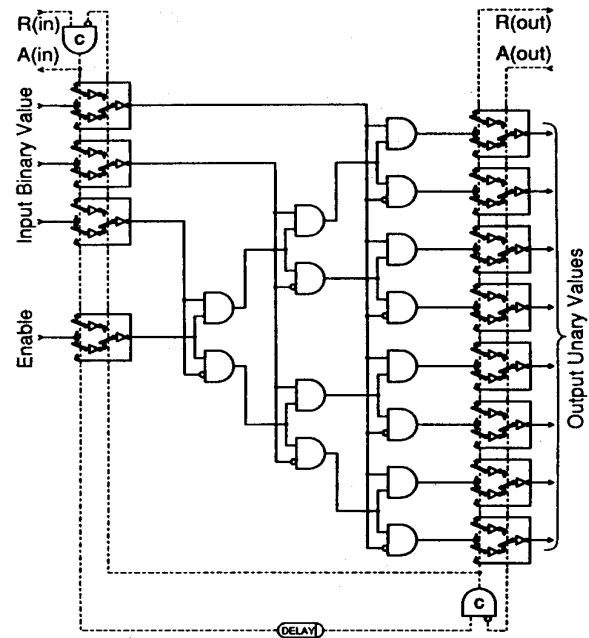 R(in)
C
A(in)
R(out)
A(out)
Input Binary Value
Enable
Output Unary Values
C
DELAY